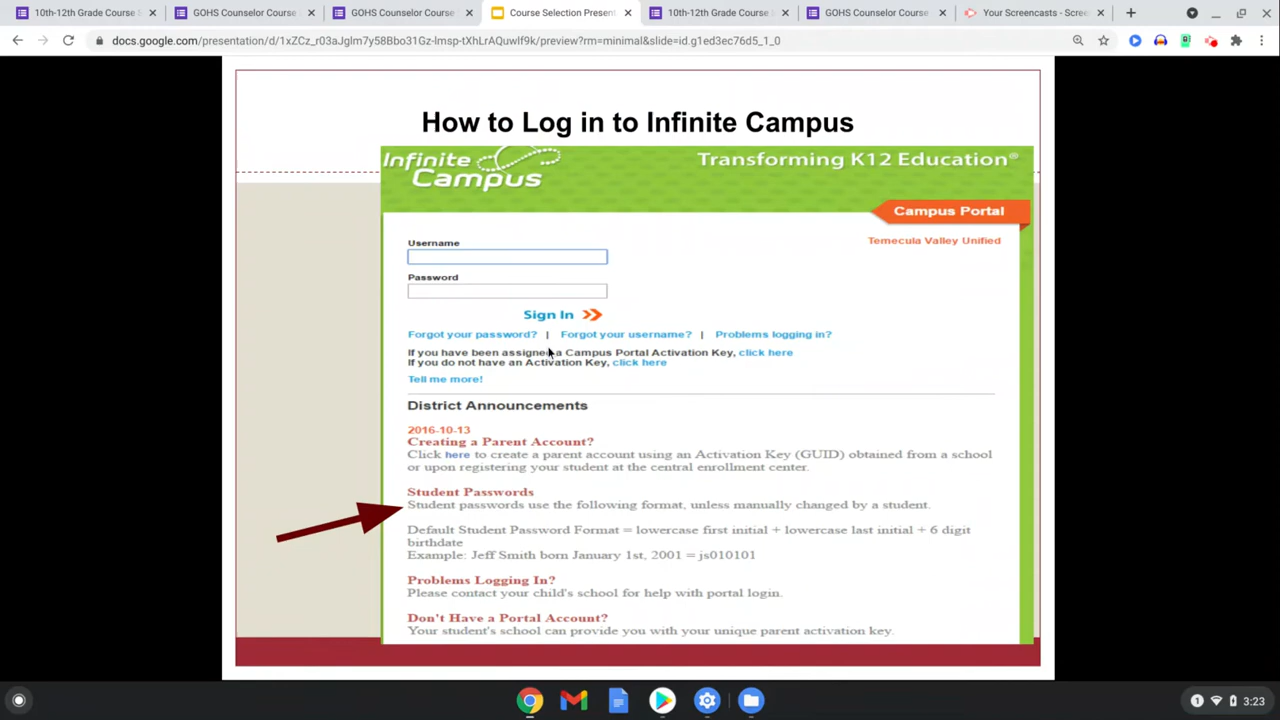 10th-12th Grade Course S
GOHS Counselor Course
GOHS Counselor Course
Course Selection Present
10th-12th Grade Course
GOHS Counselor Course
Your Screencasts - Scree
docs.google.com/presentation/d/1xZCz_r03aJglm7y58Bbo31Gz-lmsp-tXhLrAQuwlf9k/preview?rm=minimal&slide=id.g1ed3ec76d5_1_0
How to Log in to Infinite Campus
Infinite Campus
Transforming K12 Education®
Campus Portal
Temecula Valley Unified
Username
Password
Sign In
Forgot your password? | Forgot your username? | Problems logging in?
If you have been assigned a Campus Portal Activation Key, click here
If you do not have an Activation Key, click here
Tell me more!
District Announcements
2016-10-13
Creating a Parent Account?
Click here to create a parent account using an Activation Key (GUID) obtained from a school
or upon registering your student at the central enrollment center.
Student Passwords
Student passwords use the following format, unless manually changed by a student.
Default Student Password Format = lowercase first initial + lowercase last initial + 6 digit
birthdate
Example: Jeff Smith born January 1st, 2001 = js010101
Problems Logging In?
Please contact your child's school for help with portal login.
Don't Have a Portal Account?
Your student's school can provide you with your unique parent activation key.
1
3:23